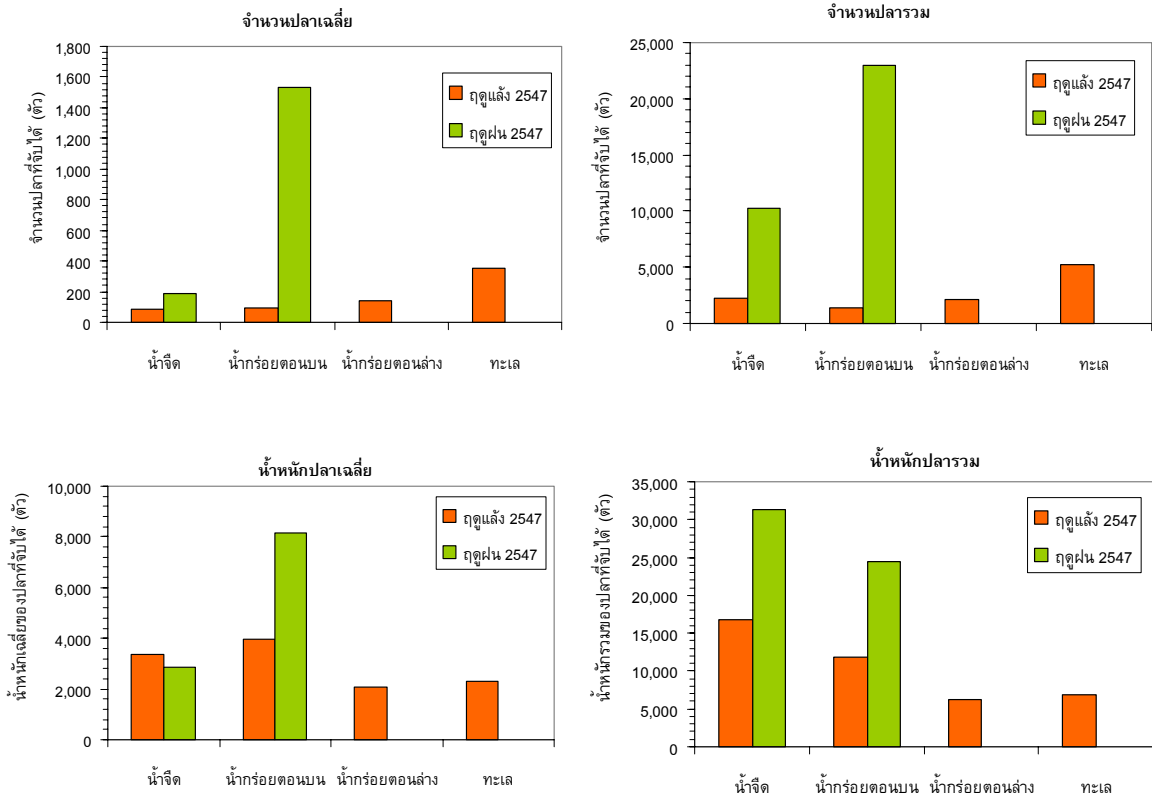 จำนวนปลาเฉลี่ย
จำนวนปลาที่จับได้ (ตัว)
1,800
1,600
1,400
1,200
1,000
800
600
400
200
0
ฤดูแล้ง 2547
ฤดูฝน 2547
น้ำจืด น้ำกร่อยตอนบน น้ำกร่อยตอนล่าง ทะเล
จำนวนปลารวม
จำนวนปลาที่จับได้ (ตัว)
25,000
20,000
15,000
10,000
5,000
0
ฤดูแล้ง 2547
ฤดูฝน 2547
น้ำจืด น้ำกร่อยตอนบน น้ำกร่อยตอนล่าง ทะเล
น้ำหนักปลาเฉลี่ย
น้ำหนักเฉลี่ยของปลาที่จับได้ (ตัว)
10,000
8,000
6,000
4,000
2,000
0
ฤดูแล้ง 2547
ฤดูฝน 2547
น้ำจืด น้ำกร่อยตอนบน น้ำกร่อยตอนล่าง ทะเล
น้ำหนักปลารวม
น้ำหนักรวมของปลาที่จับได้ (ตัว)
35,000
30,000
25,000
20,000
15,000
10,000
5,000
0
ฤดูแล้ง 2547
ฤดูฝน 2547
น้ำจืด น้ำกร่อยตอนบน น้ำกร่อยตอนล่าง ทะเล